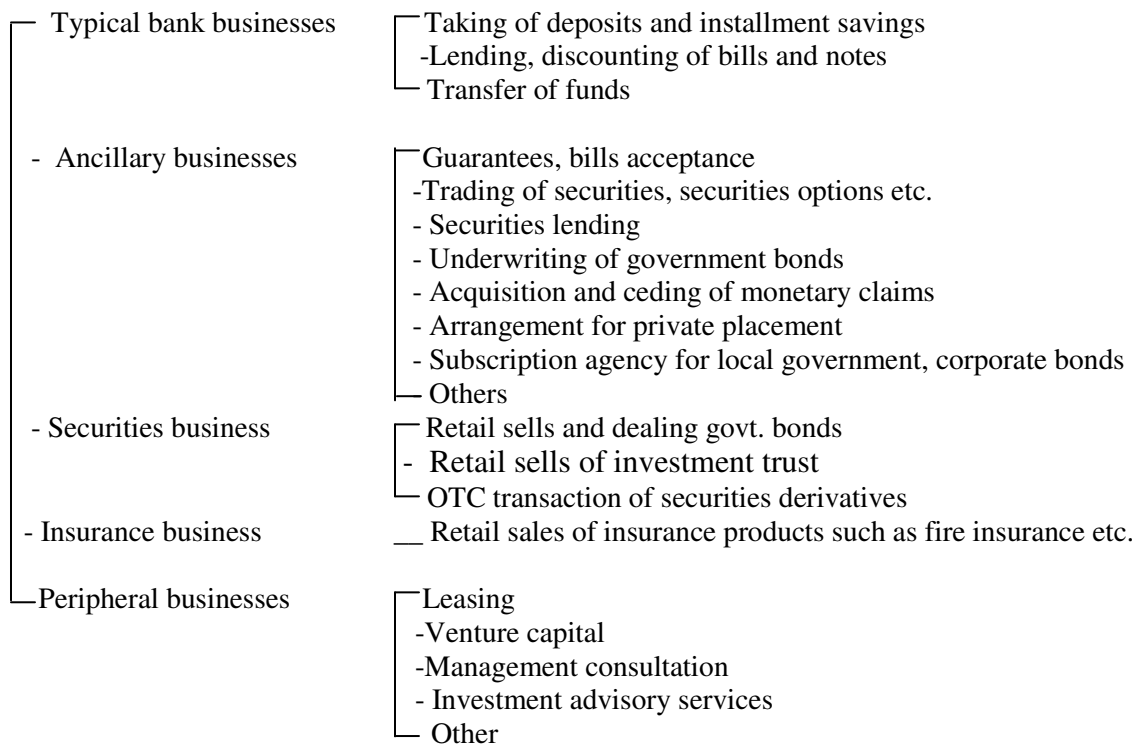 Typical bank businesses Taking of deposits and installment savings
-Lending, discounting of bills and notes
Transfer of funds
- Ancillary businesses Guarantees, bills acceptance
-Trading of securities, securities options etc.
- Securities lending
- Underwriting of government bonds
- Acquisition and ceding of monetary claims
- Arrangement for private placement
- Subscription agency for local government, corporate bonds
- Others
- Securities business Retail sells and dealing govt. bonds
- Retail sells of investment trust
OTC transaction of securities derivatives
- Insurance business __ Retail sales of insurance products such as fire insurance etc.
Peripheral businesses Leasing
-Venture capital
-Management consultation
- Investment advisory services
Other